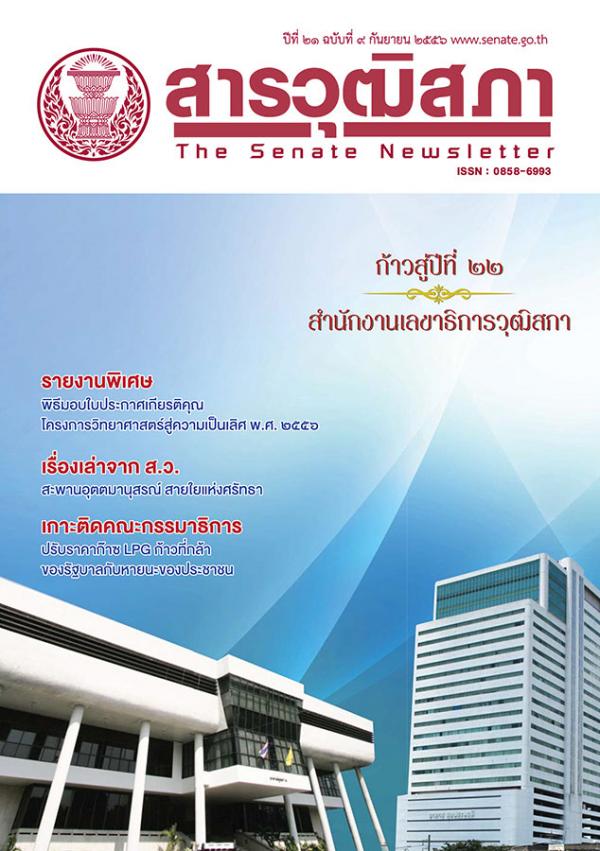 ปีที่ ๒๑ ฉบับที่ ๙ กันยายน ๒๕๕๖ www.senate.go.th
สารวุฒิสภา
The Senate Newsletter
ISSN : 0858-6993
ก้าวสู่ปีที่ ๒๒
สำนักงานเลขาธิการวุฒิสภา
รายงานพิเศษ
พิธีมอบใบประกาศเกียรติคุณ
โครงการวิทยาศาสตร์สู่ความเป็นเลิศ พ.ศ. ๒๕๕๖
เรื่องเล่าจาก ส.ว.
สะพานอุตตมานุสรณ์ สายใยแห่งศรัทธา
เกาะติดคณะกรรมาธิการ
ปรับราคาก๊าซ LPG ก้าวที่กล้า
ของรัฐบาลกับหายนะของประชาชน